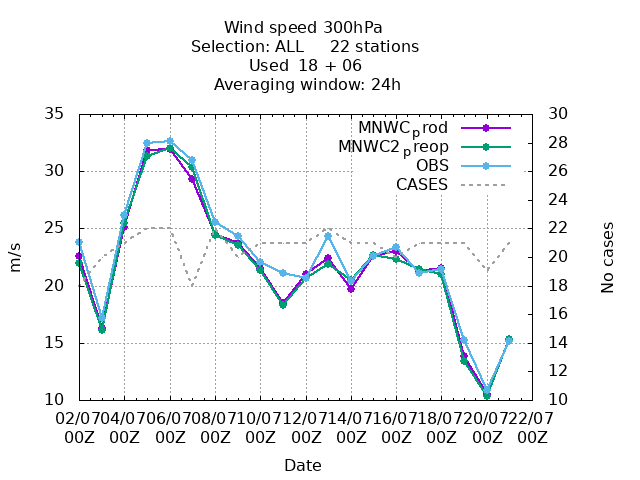 Wind speed 300hPa
Selection: ALL 22 stations
Used 18 + 06
Averaging window: 24h
MNWC_prod
MNWC2_preop
OBS
CASES
35
30
25
20
15
10
m/s
30
28
26
24
22
20
18
16
14
12
10
No cases
02/07 04/07 06/07 08/07 10/07 12/07 14/07 16/07 18/07 20/07 22/07
00Z 00Z 00Z 00Z 00Z 00Z 00Z 00Z 00Z 00Z 00Z
Date